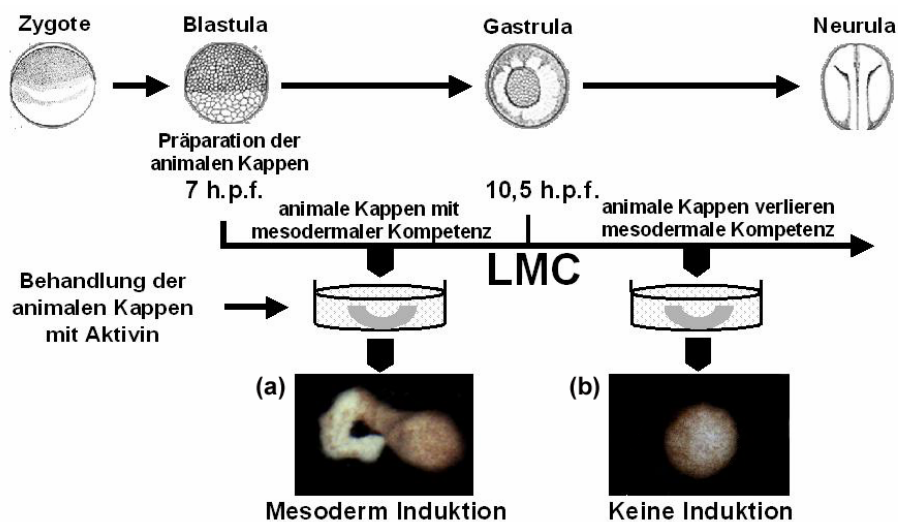 Zygote
Blastula
Gastrula
Neurula
Präparation der
animalen Kappen
7 h.p.f.
10,5 h.p.f.
animale Kappen mit
mesodermaler Kompetenz
animale Kappen verlieren
mesodermale Kompetenz
LMC
Behandlung der
animalen Kappen
mit Aktivin
(a)
(b)
Mesoderm Induktion
Keine Induktion